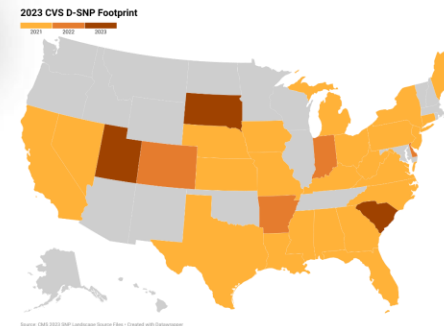 2023 CVS D-SNP Footprint
2021 2022 2023
Source: CMS 2023 SNP Landscape Source Files • Created with Datawrapper